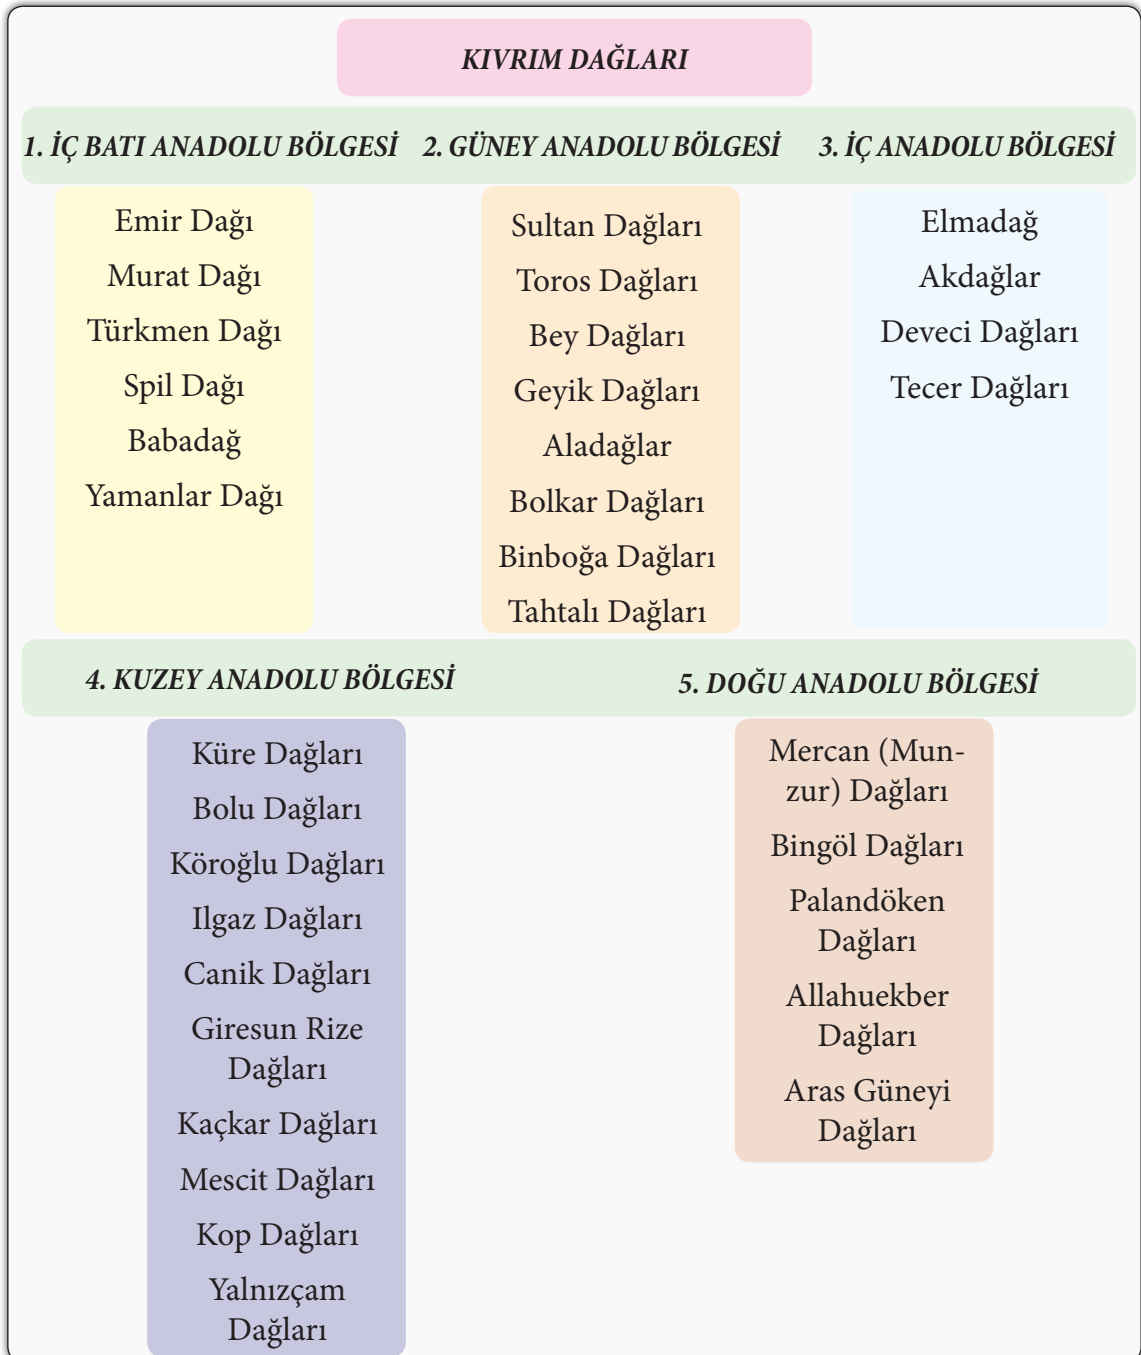 KIVRIM DAĞLARI
1. İÇ BATI ANADOLU BÖLGESİ
Emir Dağı
Murat Dağı
Türkmen Dağı
Spil Dağı
Babadağ
Yamanlar Dağı
2. GÜNEY ANADOLU BÖLGESİ
Sultan Dağları
Toros Dağları
Bey Dağları
Geyik Dağları
Aladağlar
Bolkar Dağları
Binboğa Dağları
Tahtalı Dağları
3. İÇ ANADOLU BÖLGESİ
Elmadağ
Akdağlar
Deveci Dağları
Tecer Dağları
4. KUZEY ANADOLU BÖLGESİ
Küre Dağları
Bolu Dağları
Köroğlu Dağları
Ilgaz Dağları
Canik Dağları
Giresun Rize
Dağları
Kaçkar Dağları
Mescit Dağları
Kop Dağları
Yalnızçam
Dağları
5. DOĞU ANADOLU BÖLGESİ
Mercan (Mun-
zur) Dağları
Bingöl Dağları
Palandöken
Dağları
Allahuekber
Dağları
Aras Güneyi
Dağları